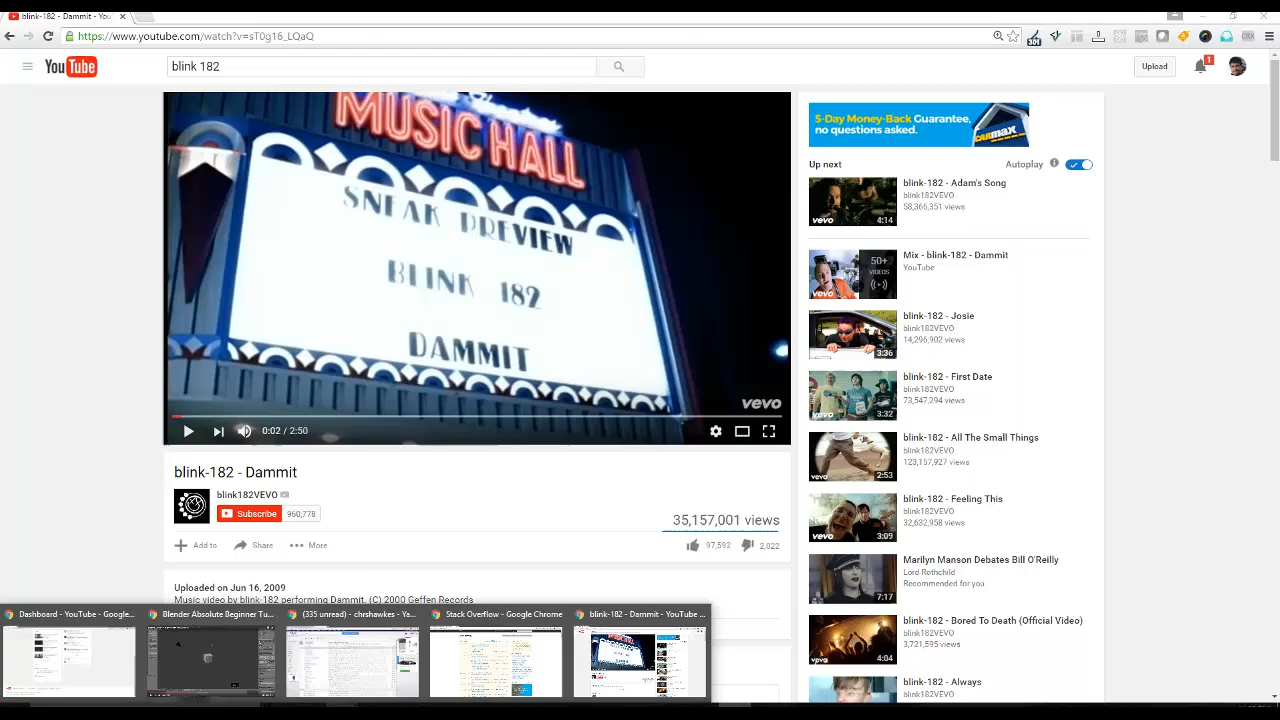 blink-182 - Dammit - You
https://www.youtube.com/watch?v=sT0g16_LQaQ
301
YouTube
blink 182
Upload
1
MUSIC HALL
SNEAK PREVIEW
BLINK 182
DAMMIT
vevo
0:02 / 2:50
5-Day Money-Back Guarantee,
no questions asked.
CARMAX
Up next
Autoplay
blink-182 - Adam's Song
blink182VEVO
58,366,351 views
vevo
4:14
Mix - blink-182 - Dammit
YouTube
50+
VIDEOS
vevo
blink-182 - Josie
blink182VEVO
14,296,902 views
3:36
blink-182 - First Date
blink182VEVO
73,547,294 views
vevo
3:32
blink-182 - All The Small Things
blink182VEVO
123,157,927 views
vevo
2:53
blink-182 - Feeling This
blink182VEVO
32,632,958 views
vevo
3:09
Marilyn Manson Debates Bill O'Reilly
Lord Rothchild
Recommended for you
7:17
blink-182 - Bored To Death (Official Video)
blink182VEVO
3,721,595 views
vevo
4:04
blink-182 - Always
blink182VEVO
blink-182 - Dammit
blink182VEVO
Subscribe 960,778
35,157,001 views
Add to Share More
97,592 2,022
Uploaded on Jun 16, 2009
Music video by blink-182 performing Dammit. (C) 2000 Geffen Records
Dashboard - YouTube - Google...
Blender Absolute Beginner Tu...
(335 unread) - chrshawkes - Ya...
Stack Overflow - Google Chrome
blink-182 - Dammit - YouTube ...